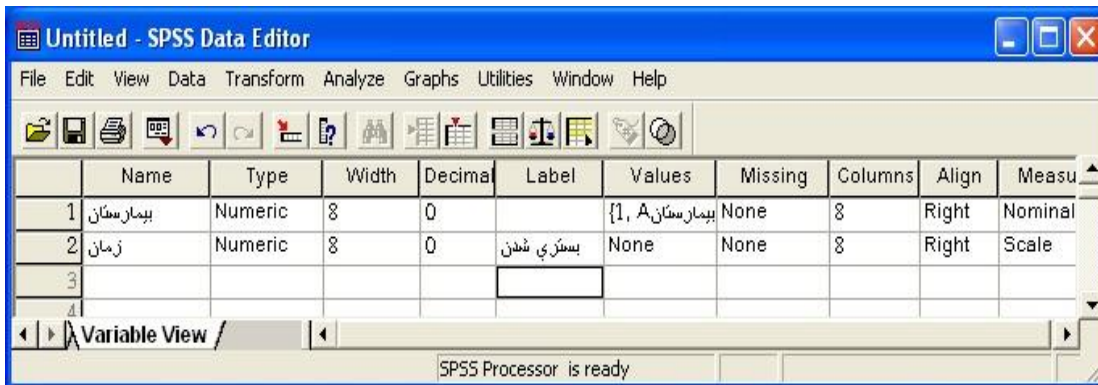 Untitled - SPSS Data Editor
File Edit View Data Transform Analyze Graphs Utilities Window Help
Name Type Width Decimal Label Values Missing Columns Align Measu
1 بیمارستان Numeric 8 0 {1, Aبیمارستان None 8 Right Nominal
2 زمان Numeric 8 0 بستري شدن None None 8 Right Scale
3
4
Variable View
SPSS Processor is ready